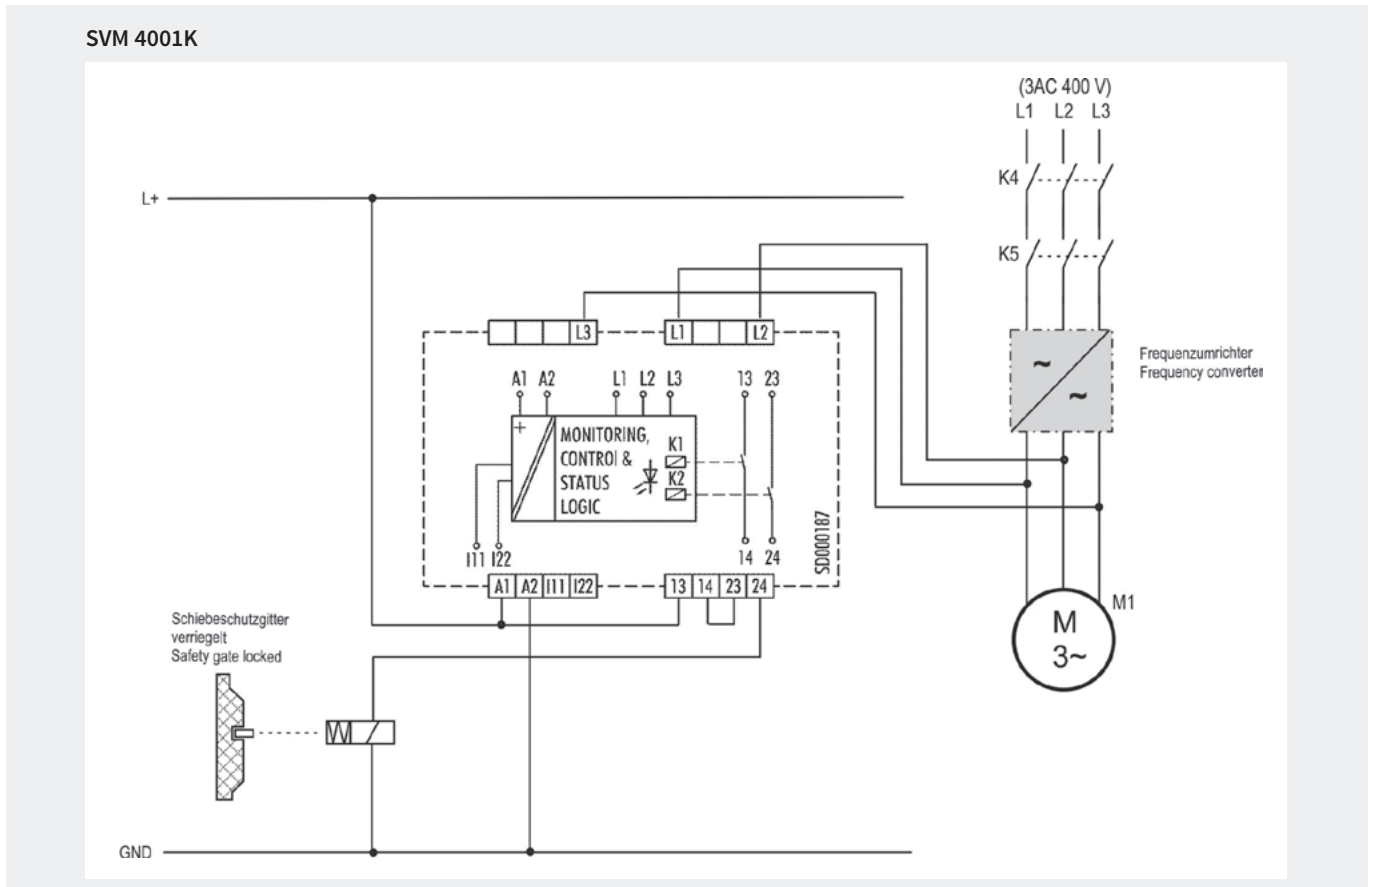 SVM 4001K
(3AC 400 V)
L1 L2 L3
K4
L+
K5
L3 L1 L2
Frequenzumrichter
Frequency converter
A1 A2 L1 L2 L3 13 23
+
~
~
MONITORING,
CONTROL &
STATUS
LOGIC
K1
K2
I11 I22 14 24
SD000187
A1 A2 I11 I22 13 14 23 24
M1
M
3~
Schiebeschutzgitter
verriegelt
Safety gate locked
GND